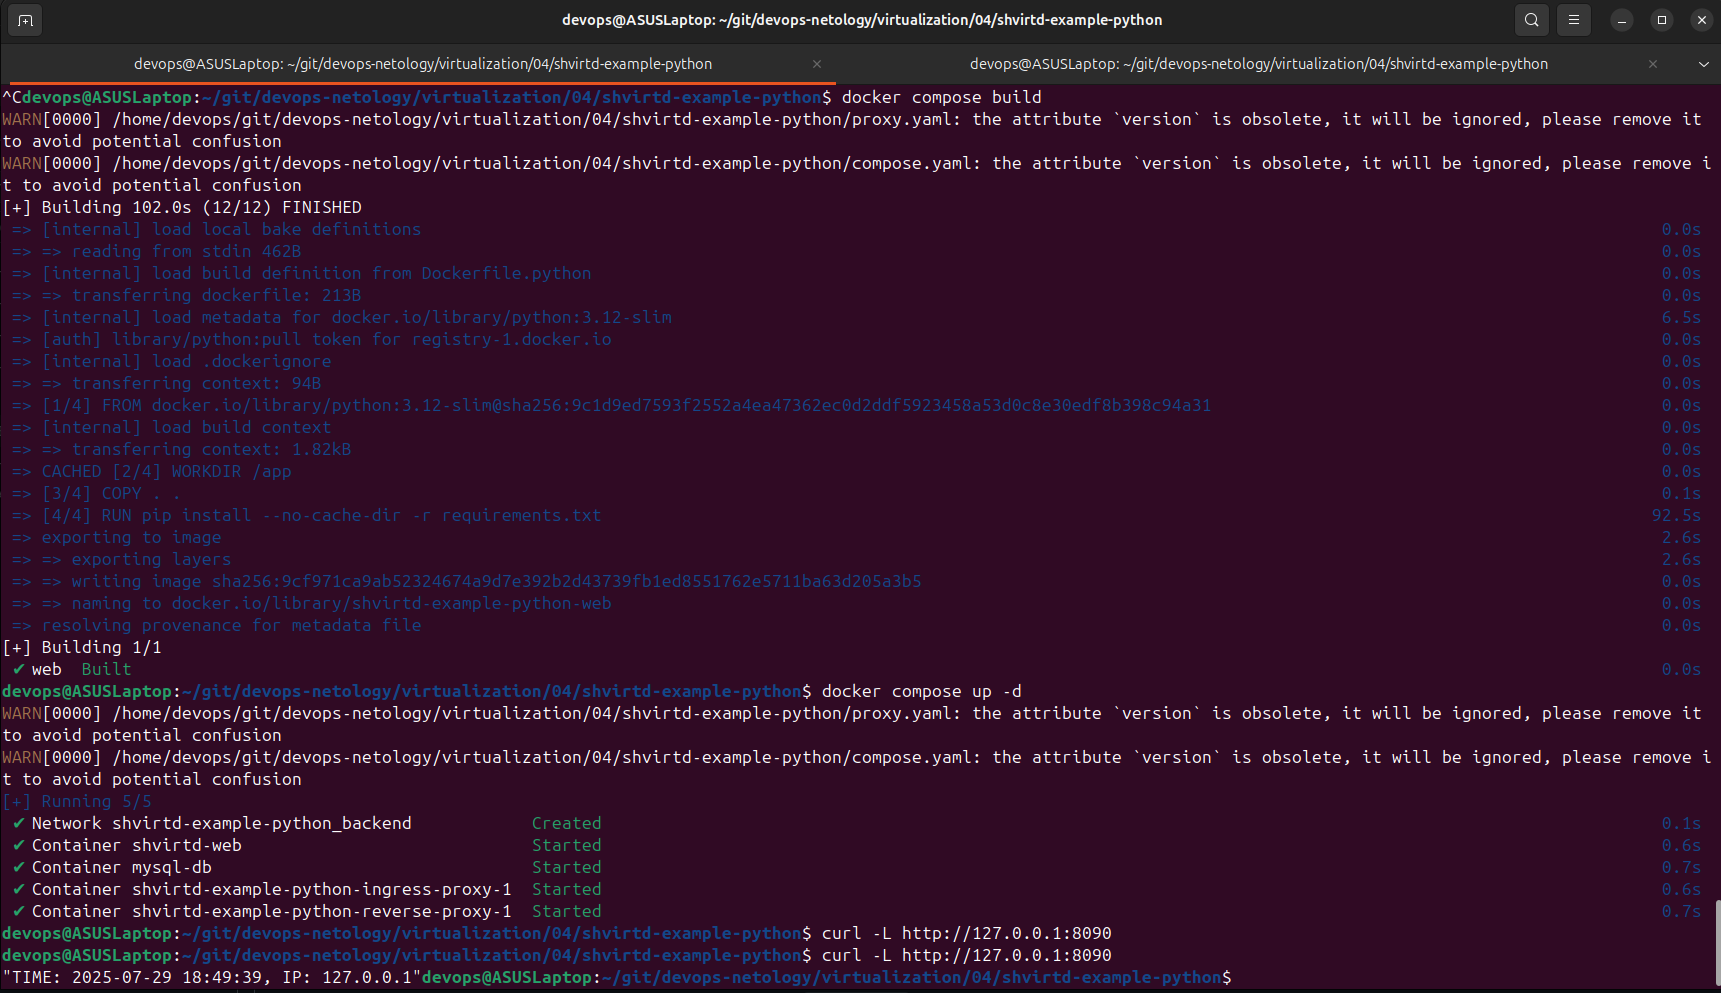 devops@ASUSLaptop: ~/git/devops-netology/virtualization/04/shvirtd-example-python
devops@ASUSLaptop: ~/git/devops-netology/virtualization/04/shvirtd-example-python
devops@ASUSLaptop: ~/git/devops-netology/virtualization/04/shvirtd-example-python
^Cdevops@ASUSLaptop:~/git/devops-netology/virtualization/04/shvirtd-example-python$ docker compose build
WARN[0000] /home/devops/git/devops-netology/virtualization/04/shvirtd-example-python/proxy.yaml: the attribute `version` is obsolete, it will be ignored, please remove it
to avoid potential confusion
WARN[0000] /home/devops/git/devops-netology/virtualization/04/shvirtd-example-python/compose.yaml: the attribute `version` is obsolete, it will be ignored, please remove i
t to avoid potential confusion
[+] Building 102.0s (12/12) FINISHED
=> [internal] load local bake definitions 0.0s
=> => reading from stdin 462B 0.0s
=> [internal] load build definition from Dockerfile.python 0.0s
=> => transferring dockerfile: 213B 0.0s
=> [internal] load metadata for docker.io/library/python:3.12-slim 6.5s
=> [auth] library/python:pull token for registry-1.docker.io 0.0s
=> [internal] load .dockerignore 0.0s
=> => transferring context: 94B 0.0s
=> [1/4] FROM docker.io/library/python:3.12-slim@sha256:9c1d9ed7593f2552a4ea47362ec0d2ddf5923458a53d0c8e30edf8b398c94a31 0.0s
=> [internal] load build context 0.0s
=> => transferring context: 1.82kB 0.0s
=> CACHED [2/4] WORKDIR /app 0.0s
=> [3/4] COPY . . 0.1s
=> [4/4] RUN pip install --no-cache-dir -r requirements.txt 92.5s
=> exporting to image 2.6s
=> => exporting layers 2.6s
=> => writing image sha256:9cf971ca9ab52324674a9d7e392b2d43739fb1ed8551762e5711ba63d205a3b5 0.0s
=> => naming to docker.io/library/shvirtd-example-python-web 0.0s
=> resolving provenance for metadata file 0.0s
[+] Building 1/1
✔ web Built 0.0s
devops@ASUSLaptop:~/git/devops-netology/virtualization/04/shvirtd-example-python$ docker compose up -d
WARN[0000] /home/devops/git/devops-netology/virtualization/04/shvirtd-example-python/proxy.yaml: the attribute `version` is obsolete, it will be ignored, please remove it
to avoid potential confusion
WARN[0000] /home/devops/git/devops-netology/virtualization/04/shvirtd-example-python/compose.yaml: the attribute `version` is obsolete, it will be ignored, please remove i
t to avoid potential confusion
[+] Running 5/5
✔ Network shvirtd-example-python_backend Created 0.1s
✔ Container shvirtd-web Started 0.6s
✔ Container mysql-db Started 0.7s
✔ Container shvirtd-example-python-ingress-proxy-1 Started 0.6s
✔ Container shvirtd-example-python-reverse-proxy-1 Started 0.7s
devops@ASUSLaptop:~/git/devops-netology/virtualization/04/shvirtd-example-python$ curl -L http://127.0.0.1:8090
devops@ASUSLaptop:~/git/devops-netology/virtualization/04/shvirtd-example-python$ curl -L http://127.0.0.1:8090
"TIME: 2025-07-29 18:49:39, IP: 127.0.0.1"devops@ASUSLaptop:~/git/devops-netology/virtualization/04/shvirtd-example-python$